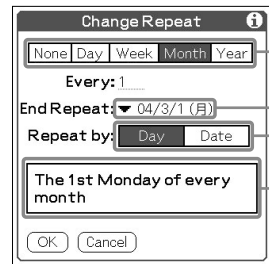 Change Repeat
None Day Week Month Year
Every: 1
End Repeat: 04/3/1 (月)
Repeat by: Day Date
The 1st Monday of every
month
OK Cancel